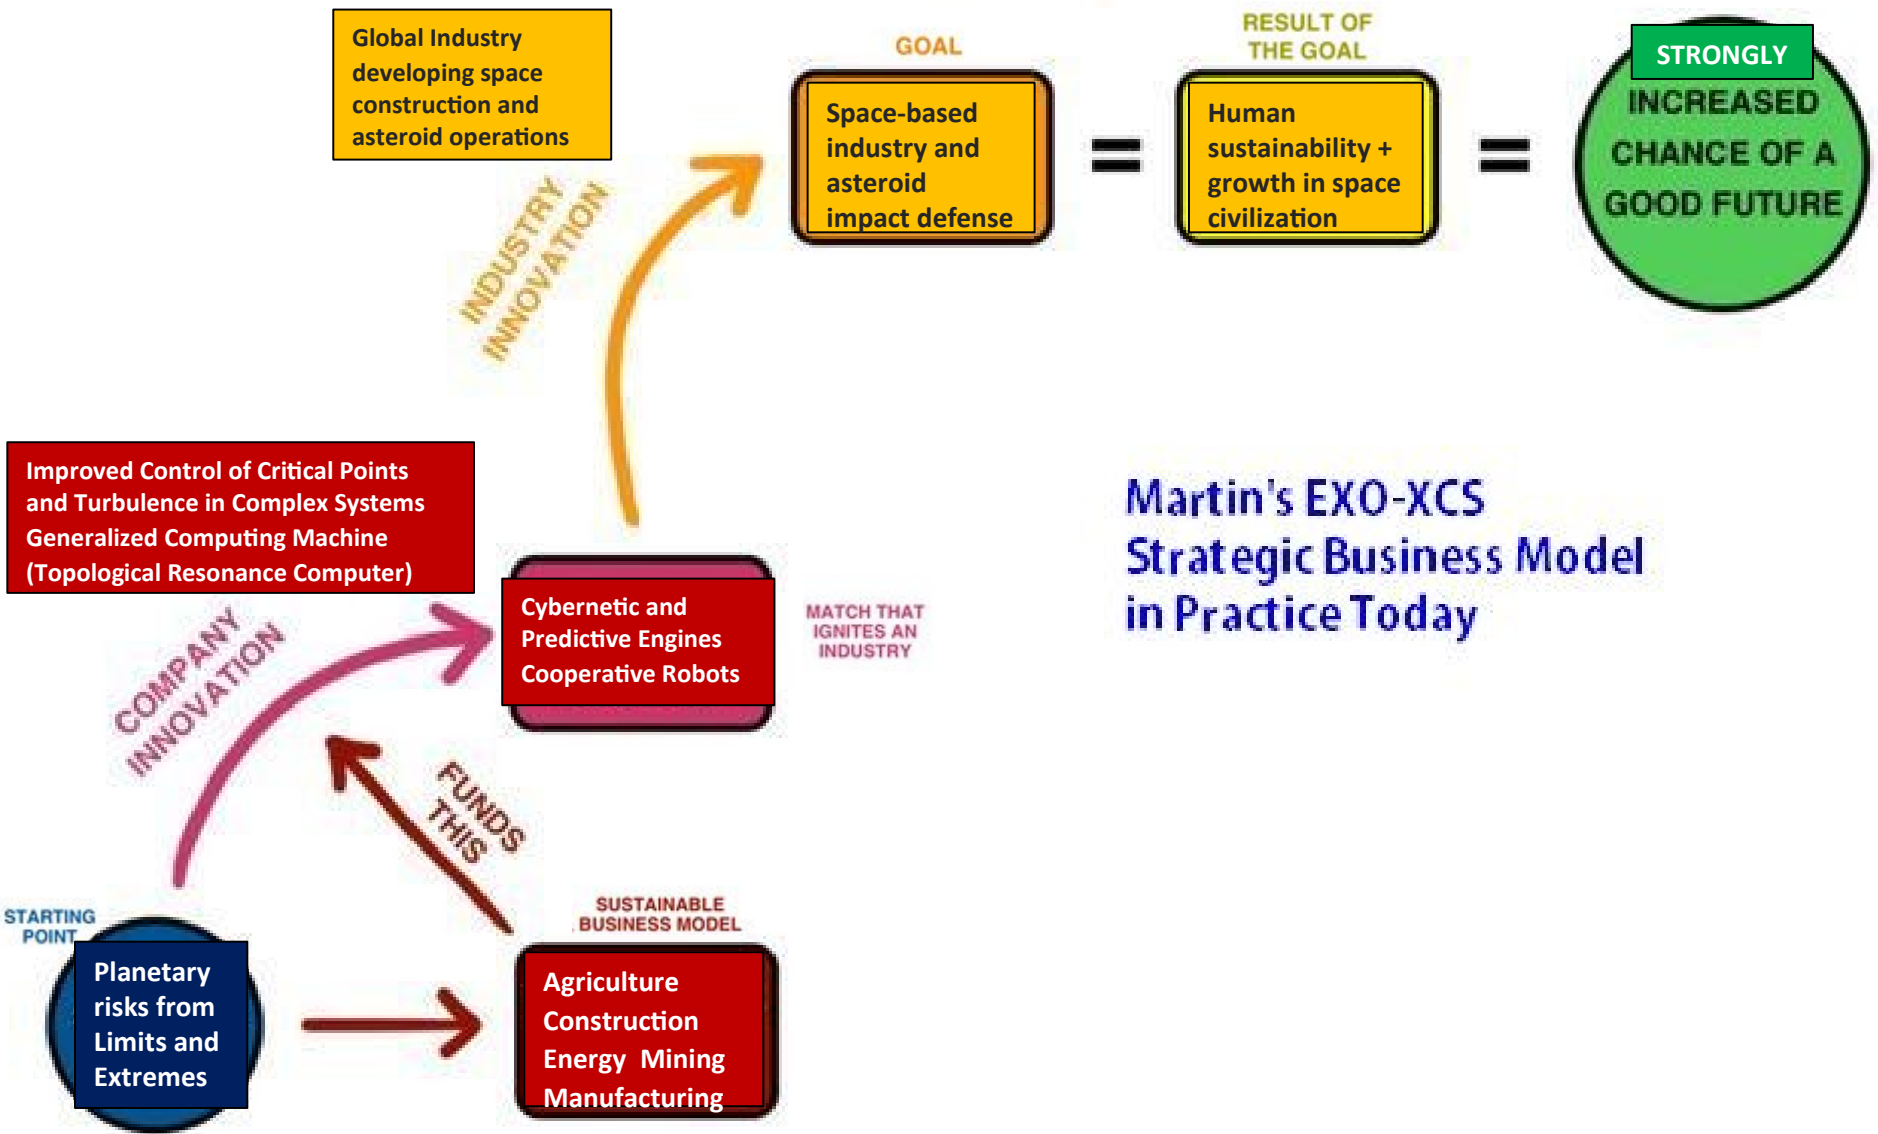 Global Industry
developing space
construction and
asteroid operations
GOAL
Space-based
industry and
asteroid
impact defense
=
RESULT OF
THE GOAL
Human
sustainability +
growth in space
civilization
=
STRONGLY
INCREASED
CHANCE OF A
GOOD FUTURE
INDUSTRY
INNOVATION
Improved Control of Critical Points
and Turbulence in Complex Systems
Generalized Computing Machine
(Topological Resonance Computer)
COMPANY
INNOVATION
Cybernetic and
Predictive Engines
Cooperative Robots
MATCH THAT
IGNITES AN
INDUSTRY
Martin's EXO-XCS
Strategic Business Model
in Practice Today
FUNDS
THIS
STARTING
POINT
Planetary
risks from
Limits and
Extremes
SUSTAINABLE
BUSINESS MODEL
Agriculture
Construction
Energy Mining
Manufacturing